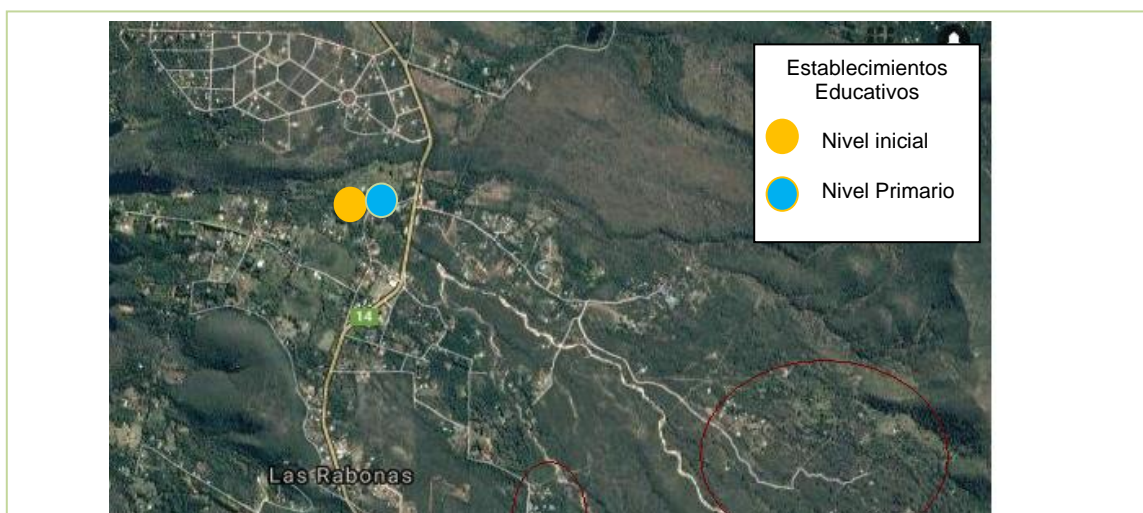 Establecimientos
Educativos
Nivel inicial
Nivel Primario
14
Las Rabonas